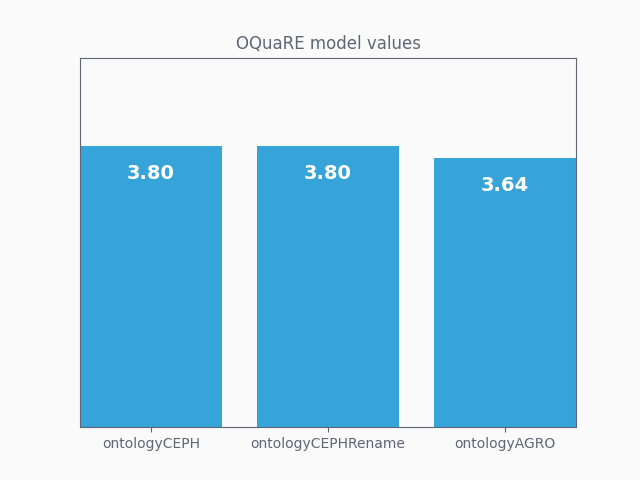 OQuaRE model values
3.80
3.80
3.64
ontologyCEPH
ontologyCEPHRename
ontologyAGRO